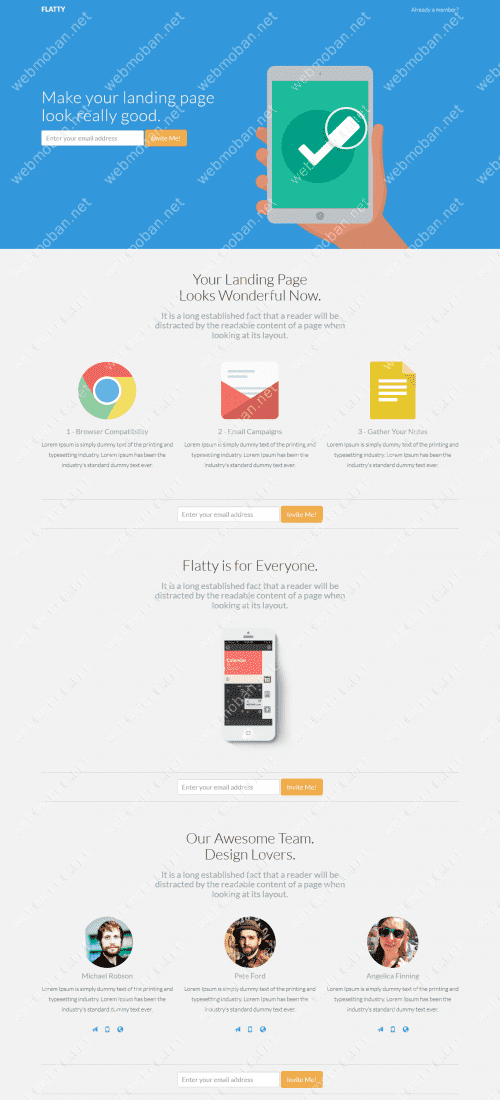 FLATTY
Already a member?
Make your landing page
look really good.
Enter your email address
Invite Me!
Your Landing Page
Looks Wonderful Now.
It is a long established fact that a reader will be
distracted by the readable content of a page when
looking at its layout.
1 - Browser Compatibility
2 - Email Campaigns
3 - Gather Your Notes
Lorem Ipsum is simply dummy text of the printing and
typesetting industry. Lorem Ipsum has been the
industry's standard dummy text ever.
Lorem Ipsum is simply dummy text of the printing and
typesetting industry. Lorem Ipsum has been the
industry's standard dummy text ever.
Lorem Ipsum is simply dummy text of the printing and
typesetting industry. Lorem Ipsum has been the
industry's standard dummy text ever.
Enter your email address
Invite Me!
Flatty is for Everyone.
It is a long established fact that a reader will be
distracted by the readable content of a page when
looking at its layout.
Calendar
Enter your email address
Invite Me!
Our Awesome Team.
Design Lovers.
It is a long established fact that a reader will be
distracted by the readable content of a page when
looking at its layout.
Michael Robson
Pete Ford
Angelica Finning
Lorem Ipsum is simply dummy text of the printing and
typesetting industry. Lorem Ipsum has been the
industry's standard dummy text ever.
Lorem Ipsum is simply dummy text of the printing and
typesetting industry. Lorem Ipsum has been the
industry's standard dummy text ever.
Lorem Ipsum is simply dummy text of the printing and
typesetting industry. Lorem Ipsum has been the
industry's standard dummy text ever.
Enter your email address
Invite Me!
webmoban.net